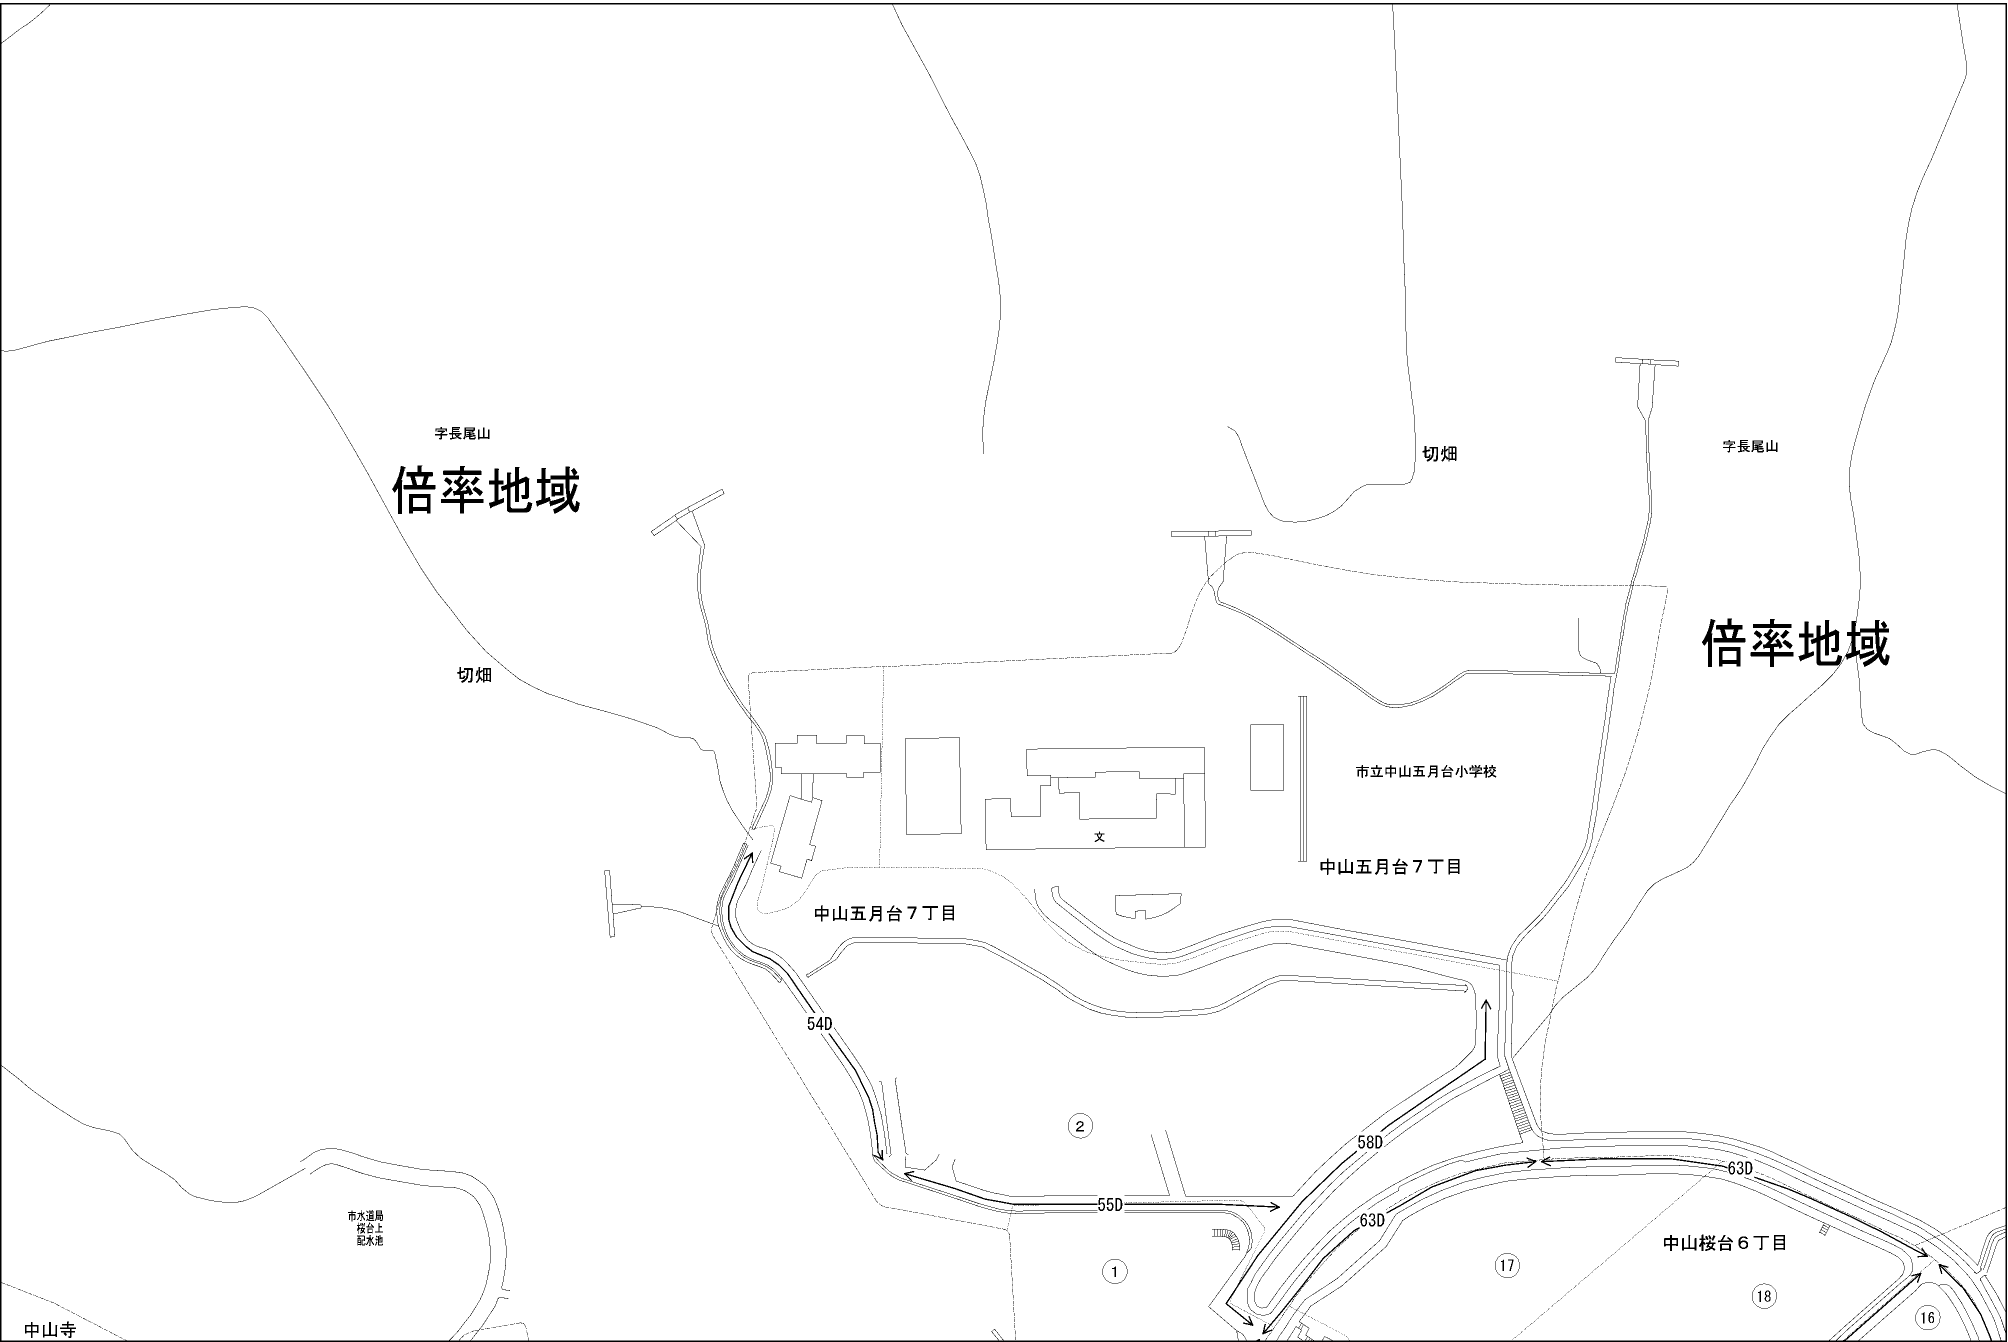 字長尾山
倍率地域
切畑
字長尾山
倍率地域
切畑
市立中山五月台小学校
文
中山五月台７丁目
中山五月台７丁目
54D
2
58D
63D
55D
63D
市水道局
桜台上
配水池
中山桜台６丁目
1
17
18
16
中山寺